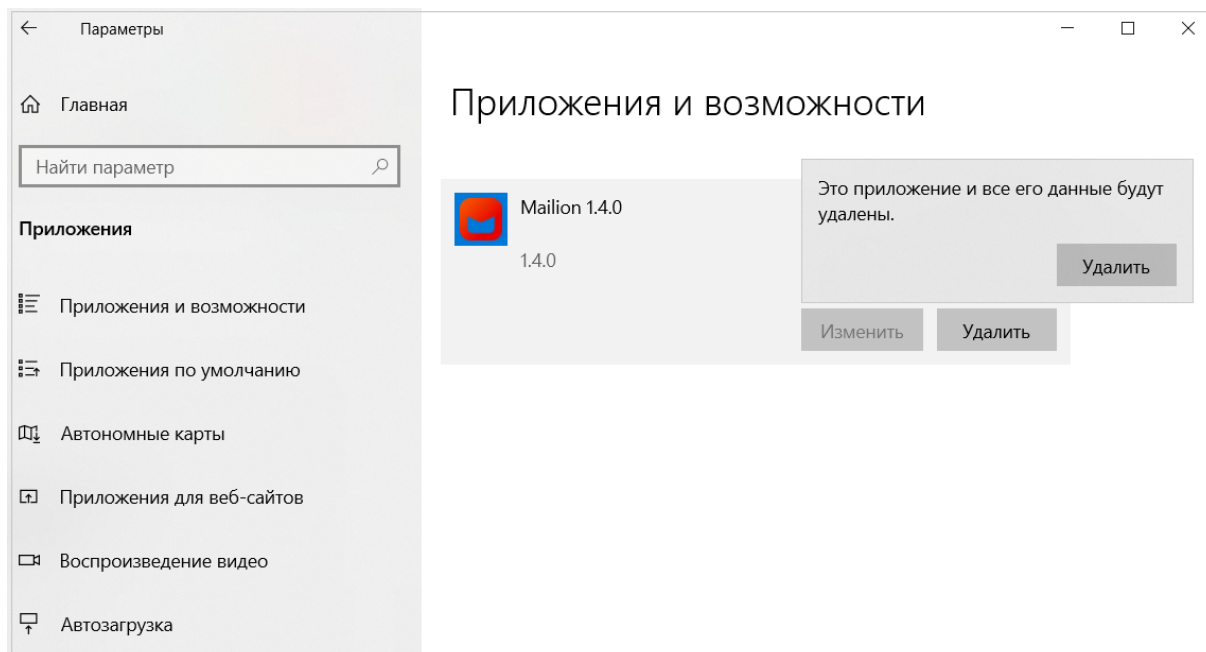 Параметры
Главная
Найти параметр
Приложения
Приложения и возможности
Приложения по умолчанию
Автономные карты
Приложения для веб-сайтов
Воспроизведение видео
Автозагрузка
Приложения и возможности
Mailion 1.4.0
1.4.0
Это приложение и все его данные будут
удалены.
Удалить
Изменить
Удалить